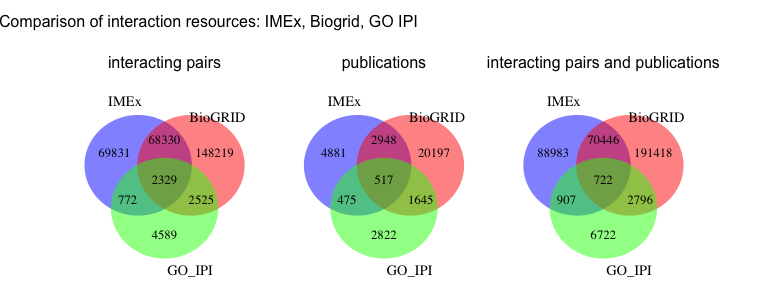 Comparison of interaction resources: IMEx, Biogrid, GO IPI
interacting pairs
IMEx
BioGRID
68330
69831
148219
2329
772
2525
4589
GO_IPI
publications
IMEx
BioGRID
2948
4881
20197
517
475
1645
2822
GO_IPI
interacting pairs and publications
IMEx
BioGRID
70446
88983
191418
722
907
2796
6722
GO_IPI